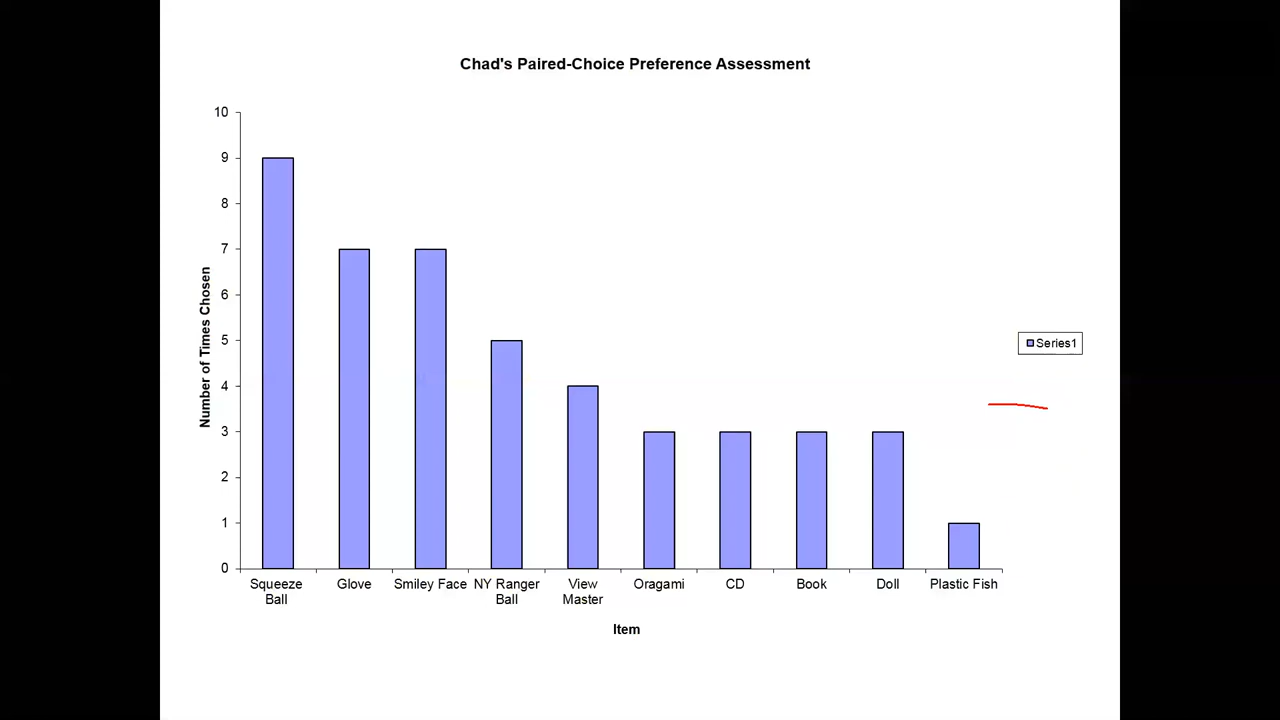 Chad's Paired-Choice Preference Assessment
10
9
8
7
6
5
4
3
2
1
0
Number of Times Chosen
Squeeze Ball
Glove
Smiley Face
NY Ranger Ball
View Master
Oragami
CD
Book
Doll
Plastic Fish
Item
Series1